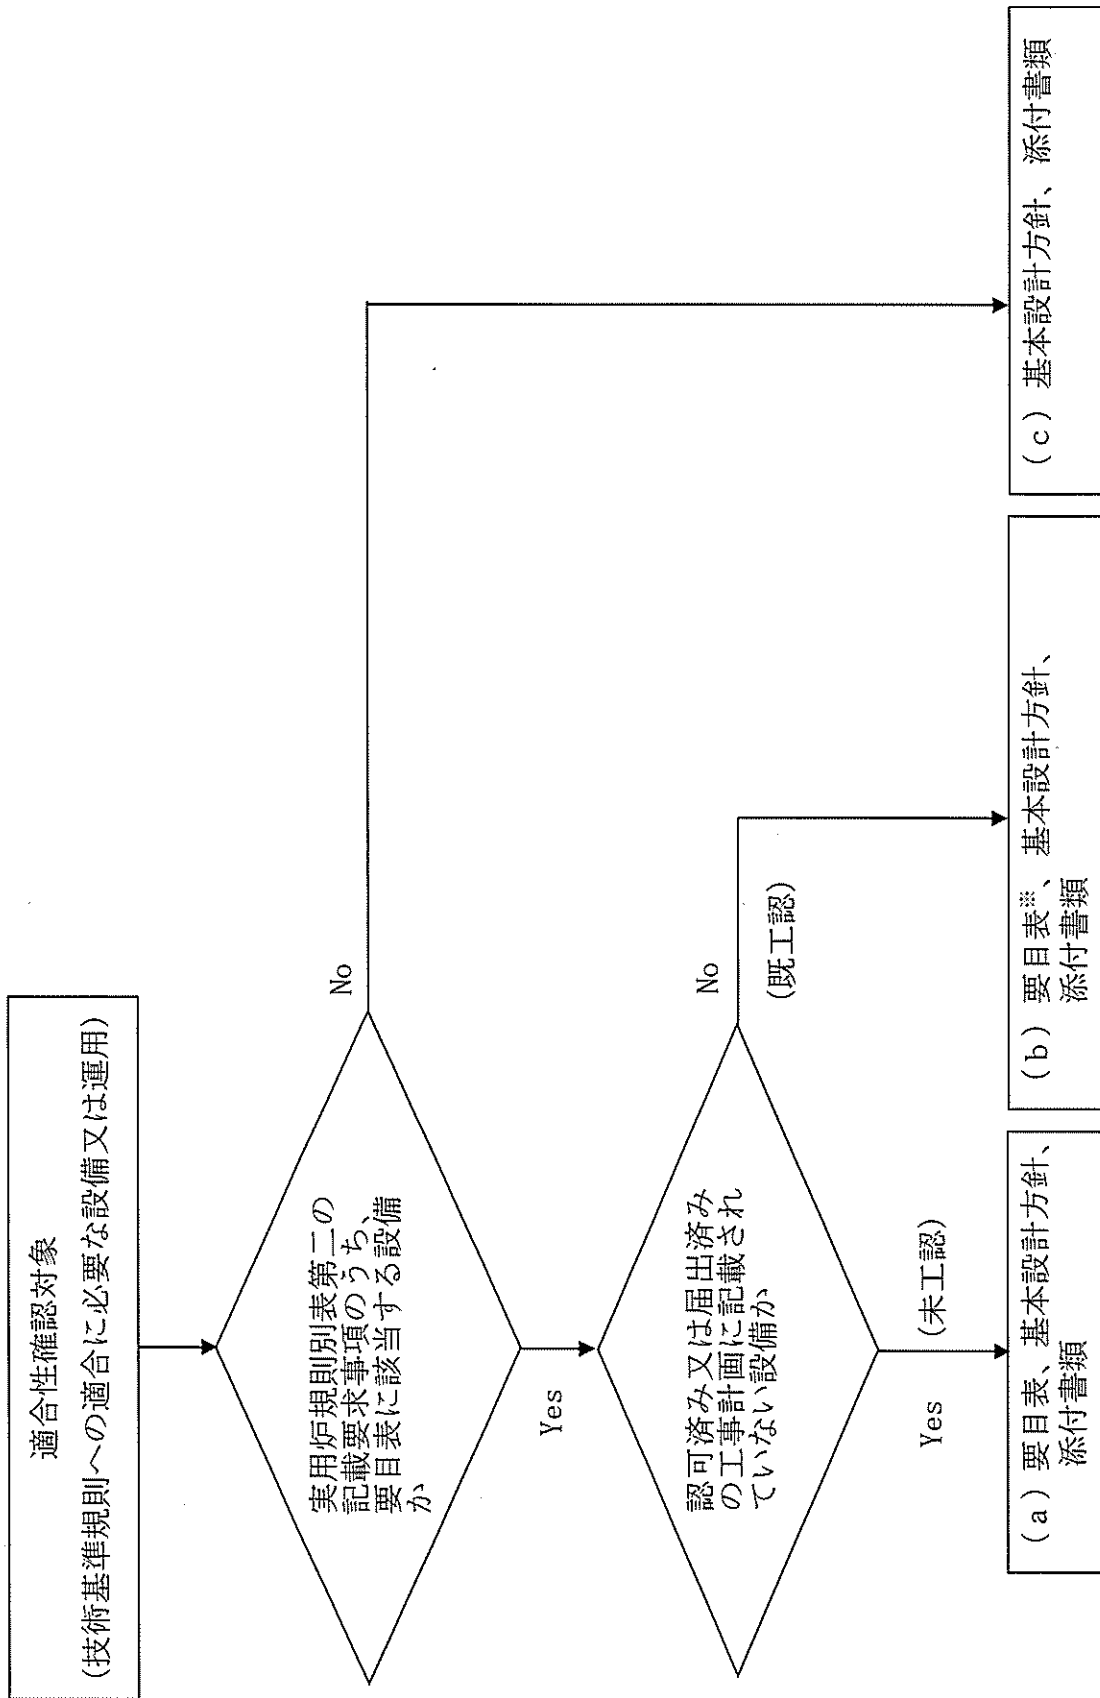 適合性確認対象
(技術基準規則への適合に必要な設備又は運用)
実用炉規則別表第二の
記載要求事項のうち、
要目表に該当する設備
か
No
Yes
認可済み又は届出済み
の工事計画に記載され
ていない設備か
No
(既工認)
Yes
(未工認)
(a) 要目表、基本設計方針、
添付書類
(b) 要目表※、基本設計方針、
添付書類
(c) 基本設計方針、添付書類